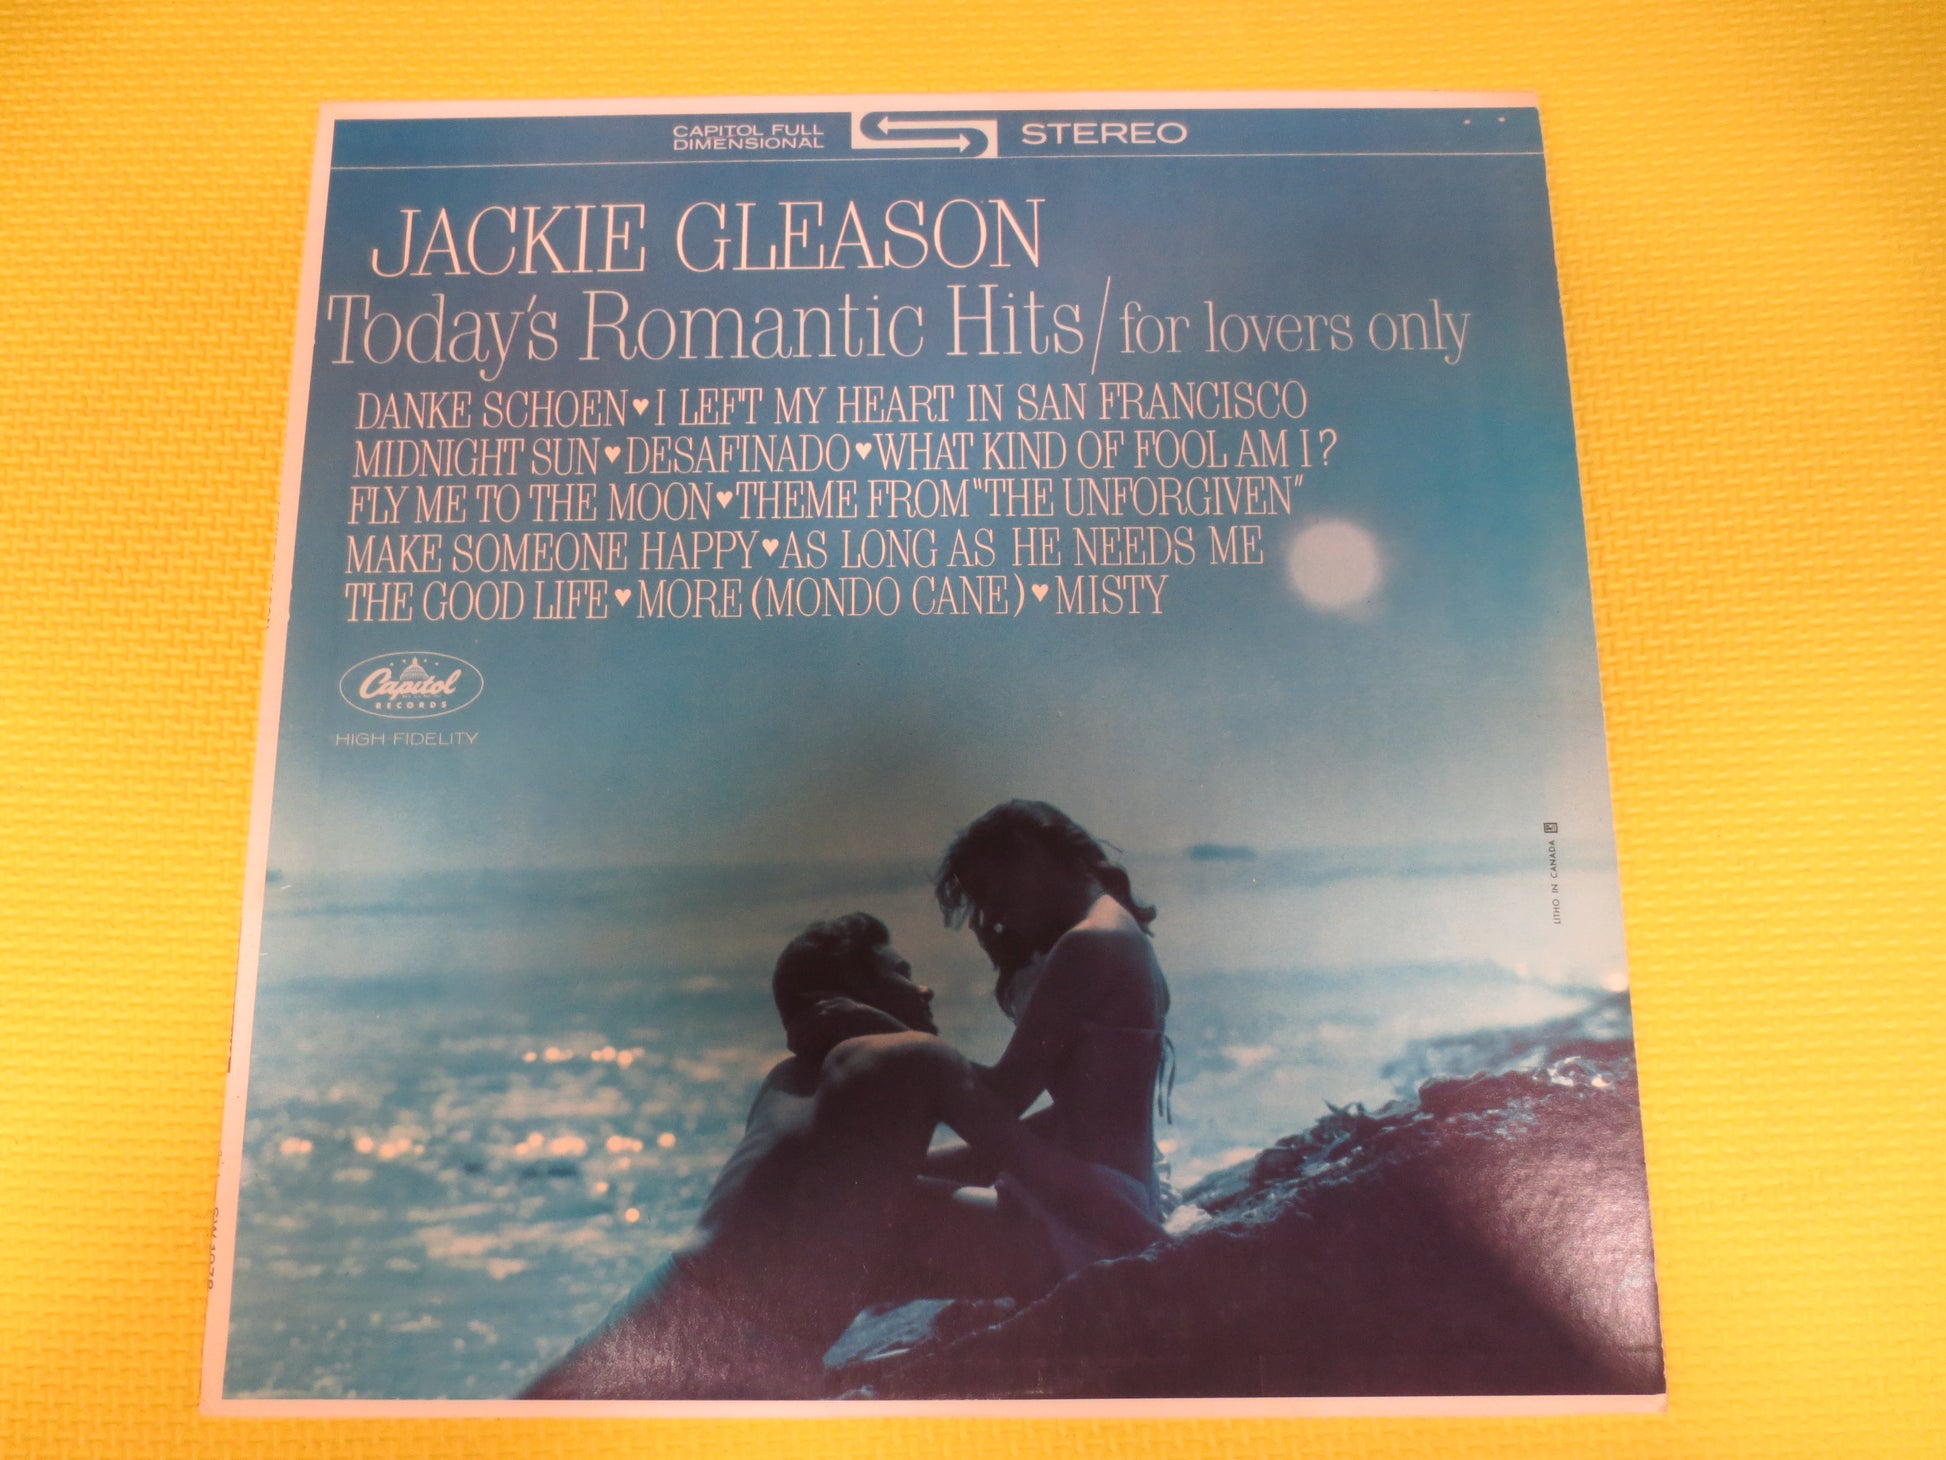 CAPITOL FULL
DIMENSIONAL
STEREO
JACKIE GLEASON
Today's Romantic Hits/for lovers only
DANKE SCHOEN♥I LEFT MY HEART IN SAN FRANCISCO
MIDNIGHT SUN♥DESAFINADO♥WHAT KIND OF FOOL AM I?
FLY ME TO THE MOON♥THEME FROM "THE UNFORGIVEN"
MAKE SOMEONE HAPPY♥AS LONG AS HE NEEDS ME
THE GOOD LIFE♥MORE (MONDO CANE)♥MISTY
Capitol
RECORDS
HIGH FIDELITY
LITHO IN CANADA